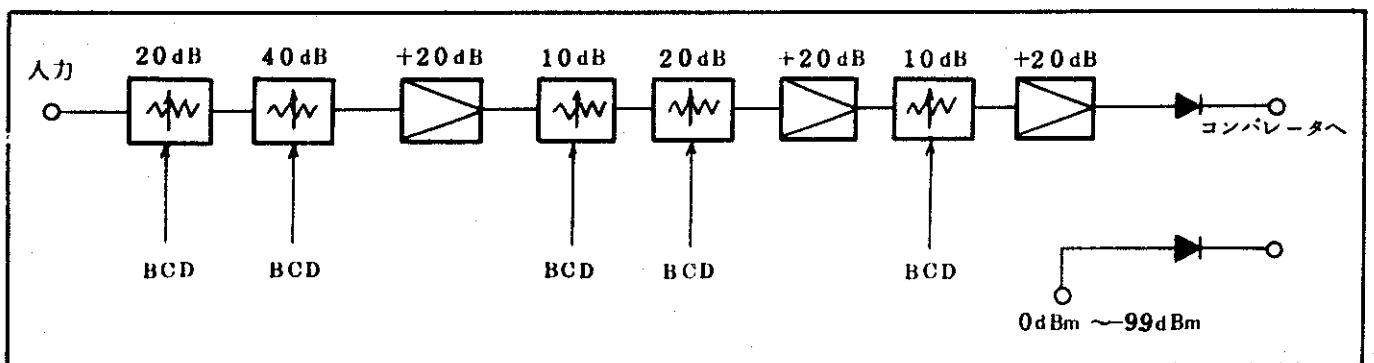 20dB 40dB +20dB 10dB 20dB +20dB 10dB +20dB
入力
コンパレータへ
BCD BCD BCD BCD BCD
0dBm ～-99dBm